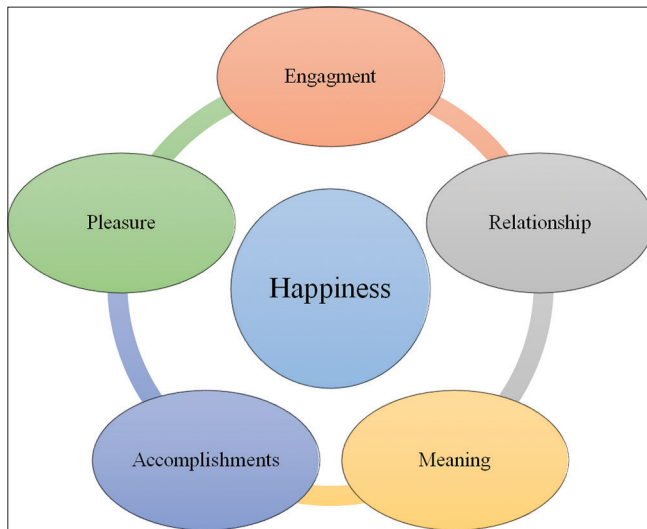 Engagment
Pleasure
Relationship
Happiness
Accomplishments
Meaning